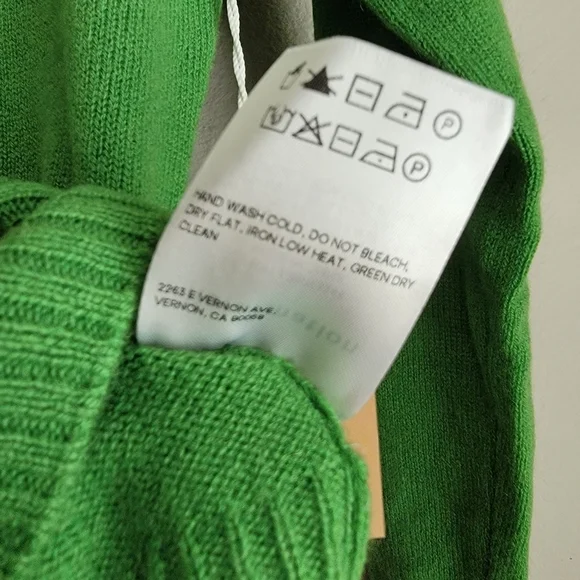 P
P
HAND WASH COLD, DO NOT BLEACH,
DRY FLAT, IRON LOW HEAT, GREEN DRY
CLEAN
2263 E VERNON AVE.
VERNON, CA 90058